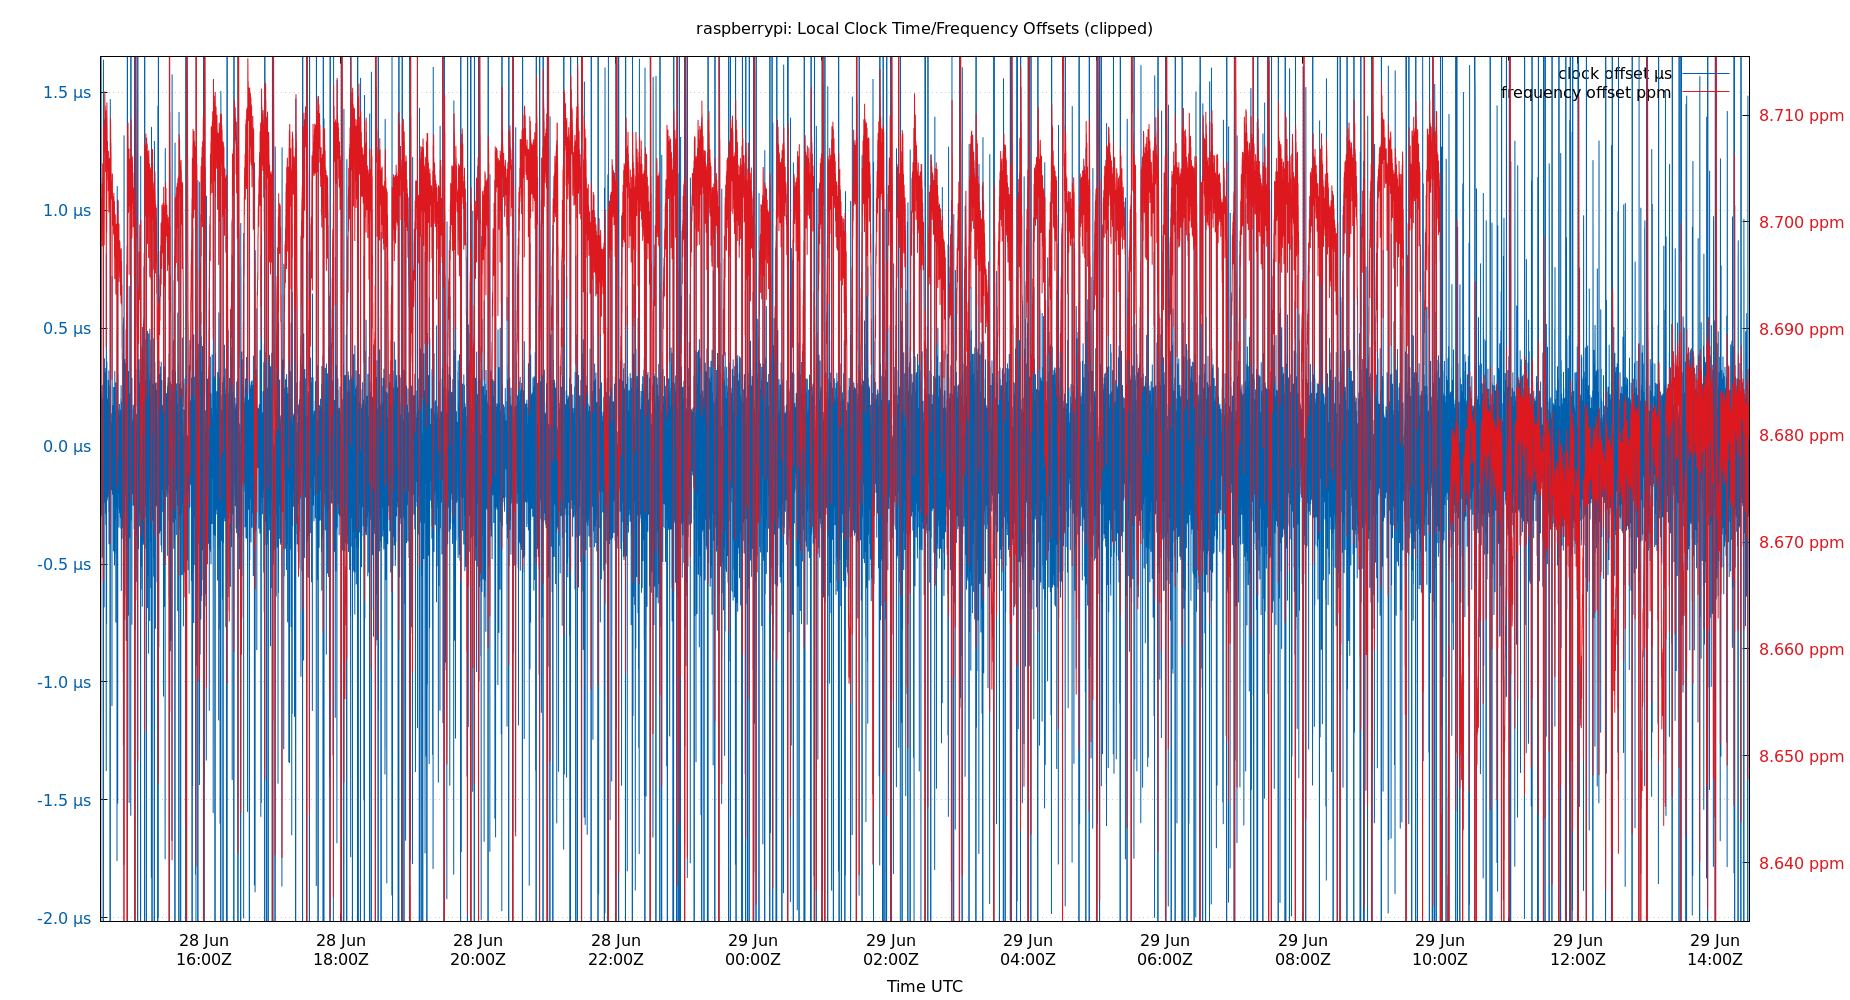 raspberrypi: Local Clock Time/Frequency Offsets (clipped)
clock offset µs
frequency offset ppm
1.5 µs
1.0 µs
0.5 µs
0.0 µs
-0.5 µs
-1.0 µs
-1.5 µs
-2.0 µs
8.710 ppm
8.700 ppm
8.690 ppm
8.680 ppm
8.670 ppm
8.660 ppm
8.650 ppm
8.640 ppm
28 Jun
16:00Z
28 Jun
18:00Z
28 Jun
20:00Z
28 Jun
22:00Z
29 Jun
00:00Z
29 Jun
02:00Z
29 Jun
04:00Z
29 Jun
06:00Z
29 Jun
08:00Z
29 Jun
10:00Z
29 Jun
12:00Z
29 Jun
14:00Z
Time UTC